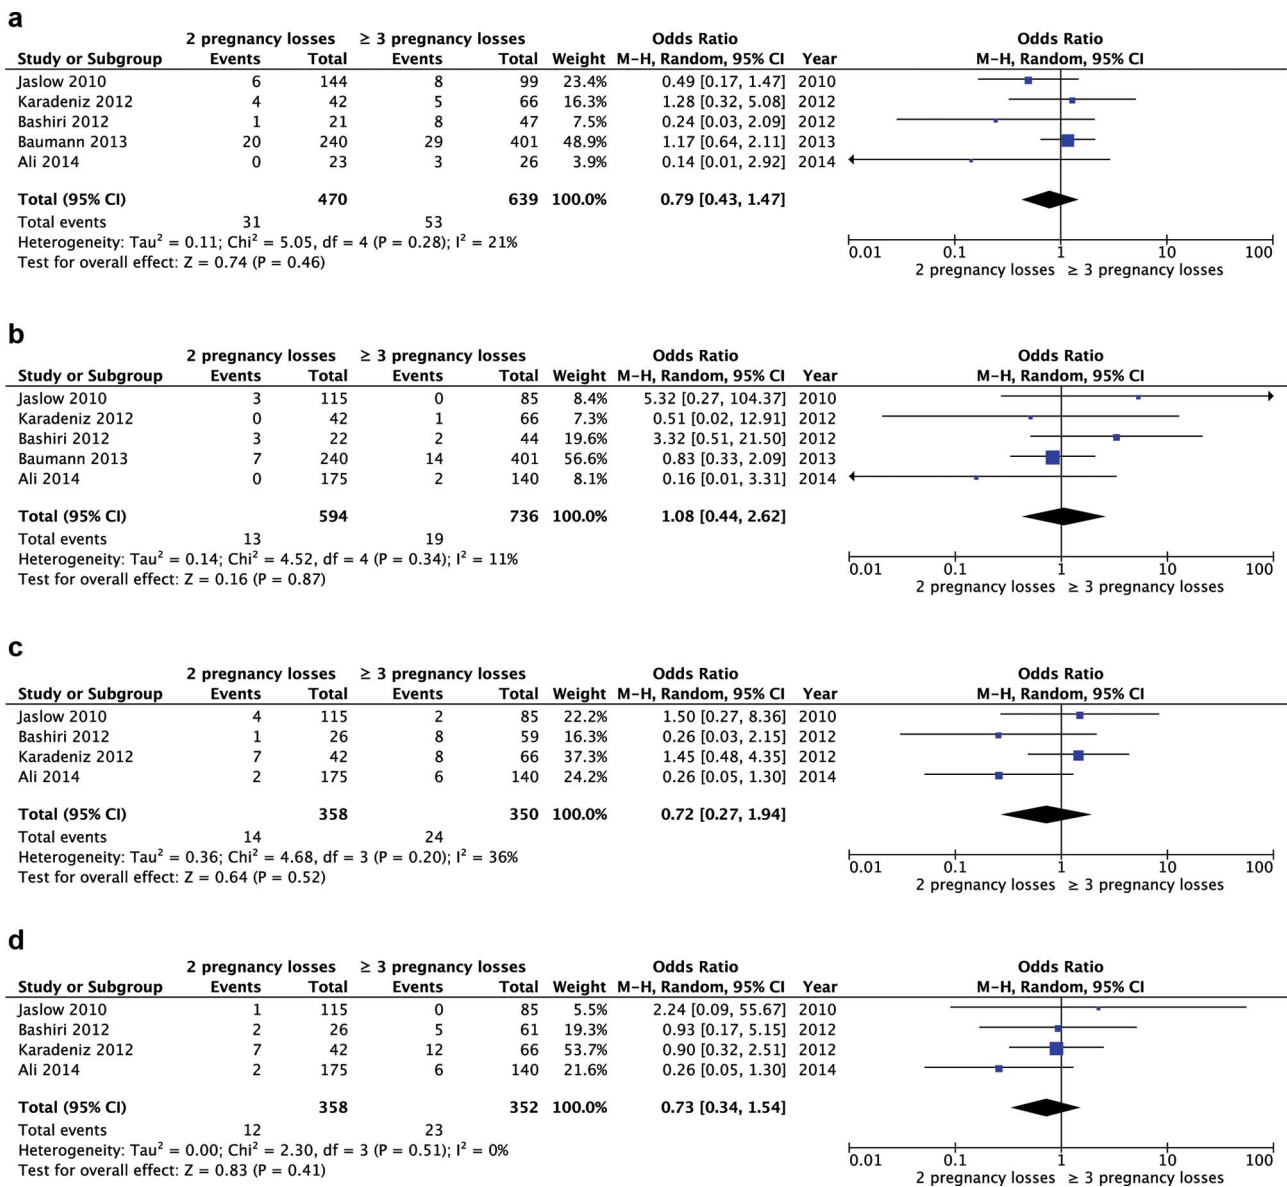 a
2 pregnancy losses ≥ 3 pregnancy losses Odds Ratio Odds Ratio
Study or Subgroup Events Total Events Total Weight M-H, Random, 95% CI Year M-H, Random, 95% CI
Jaslow 2010 6 144 8 99 23.4% 0.49 [0.17, 1.47] 2010
Karadeniz 2012 4 42 5 66 16.3% 1.28 [0.32, 5.08] 2012
Bashiri 2012 1 21 8 47 7.5% 0.24 [0.03, 2.09] 2012
Baumann 2013 20 240 29 401 48.9% 1.17 [0.64, 2.11] 2013
Ali 2014 0 23 3 26 3.9% 0.14 [0.01, 2.92] 2014
Total (95% CI) 470 639 100.0% 0.79 [0.43, 1.47]
Total events 31 53
Heterogeneity: Tau² = 0.11; Chi² = 5.05, df = 4 (P = 0.28); I² = 21%
Test for overall effect: Z = 0.74 (P = 0.46)
0.01 0.1 1 10 100
2 pregnancy losses ≥ 3 pregnancy losses
b
2 pregnancy losses ≥ 3 pregnancy losses Odds Ratio Odds Ratio
Study or Subgroup Events Total Events Total Weight M-H, Random, 95% CI Year M-H, Random, 95% CI
Jaslow 2010 3 115 0 85 8.4% 5.32 [0.27, 104.37] 2010
Karadeniz 2012 0 42 1 66 7.3% 0.51 [0.02, 12.91] 2012
Bashiri 2012 3 22 2 44 19.6% 3.32 [0.51, 21.50] 2012
Baumann 2013 7 240 14 401 56.6% 0.83 [0.33, 2.09] 2013
Ali 2014 0 175 2 140 8.1% 0.16 [0.01, 3.31] 2014
Total (95% CI) 594 736 100.0% 1.08 [0.44, 2.62]
Total events 13 19
Heterogeneity: Tau² = 0.14; Chi² = 4.52, df = 4 (P = 0.34); I² = 11%
Test for overall effect: Z = 0.16 (P = 0.87)
0.01 0.1 1 10 100
2 pregnancy losses ≥ 3 pregnancy losses
c
2 pregnancy losses ≥ 3 pregnancy losses Odds Ratio Odds Ratio
Study or Subgroup Events Total Events Total Weight M-H, Random, 95% CI Year M-H, Random, 95% CI
Jaslow 2010 4 115 2 85 22.2% 1.50 [0.27, 8.36] 2010
Bashiri 2012 1 26 8 59 16.3% 0.26 [0.03, 2.15] 2012
Karadeniz 2012 7 42 8 66 37.3% 1.45 [0.48, 4.35] 2012
Ali 2014 2 175 6 140 24.2% 0.26 [0.05, 1.30] 2014
Total (95% CI) 358 350 100.0% 0.72 [0.27, 1.94]
Total events 14 24
Heterogeneity: Tau² = 0.36; Chi² = 4.68, df = 3 (P = 0.20); I² = 36%
Test for overall effect: Z = 0.64 (P = 0.52)
0.01 0.1 1 10 100
2 pregnancy losses ≥ 3 pregnancy losses
d
2 pregnancy losses ≥ 3 pregnancy losses Odds Ratio Odds Ratio
Study or Subgroup Events Total Events Total Weight M-H, Random, 95% CI Year M-H, Random, 95% CI
Jaslow 2010 1 115 0 85 5.5% 2.24 [0.09, 55.67] 2010
Bashiri 2012 2 26 5 61 19.3% 0.93 [0.17, 5.15] 2012
Karadeniz 2012 7 42 12 66 53.7% 0.90 [0.32, 2.51] 2012
Ali 2014 2 175 6 140 21.6% 0.26 [0.05, 1.30] 2014
Total (95% CI) 358 352 100.0% 0.73 [0.34, 1.54]
Total events 12 23
Heterogeneity: Tau² = 0.00; Chi² = 2.30, df = 3 (P = 0.51); I² = 0%
Test for overall effect: Z = 0.83 (P = 0.41)
0.01 0.1 1 10 100
2 pregnancy losses ≥ 3 pregnancy losses